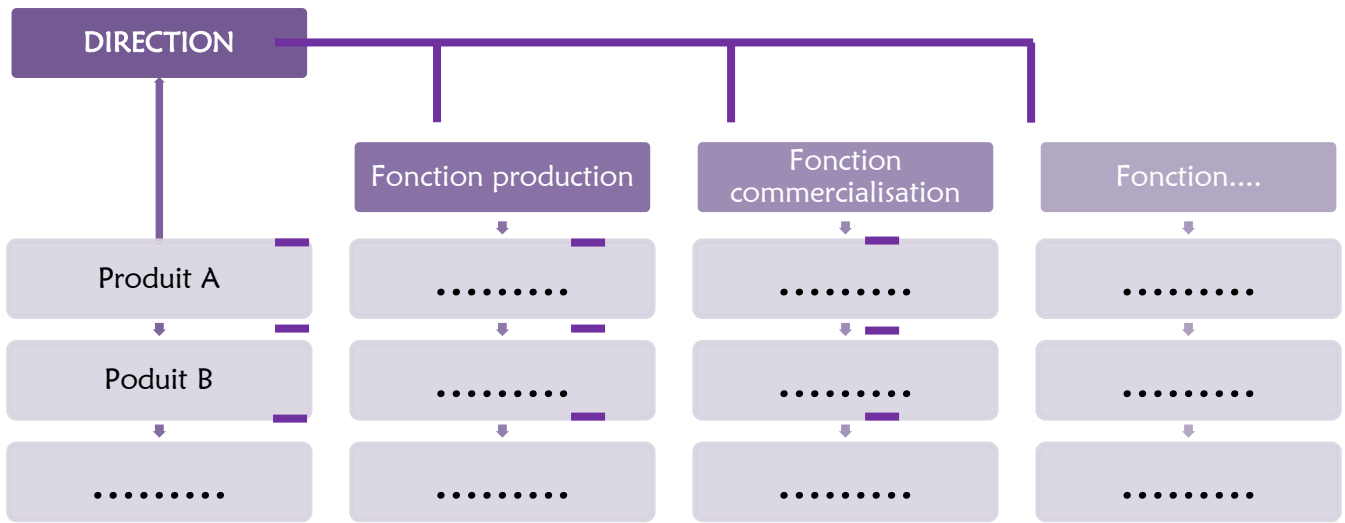 DIRECTION
Fonction production
Fonction
commercialisation
Fonction....
Produit A
.........
.........
.........
Poduit B
.........
.........
.........
.........
.........
.........
.........